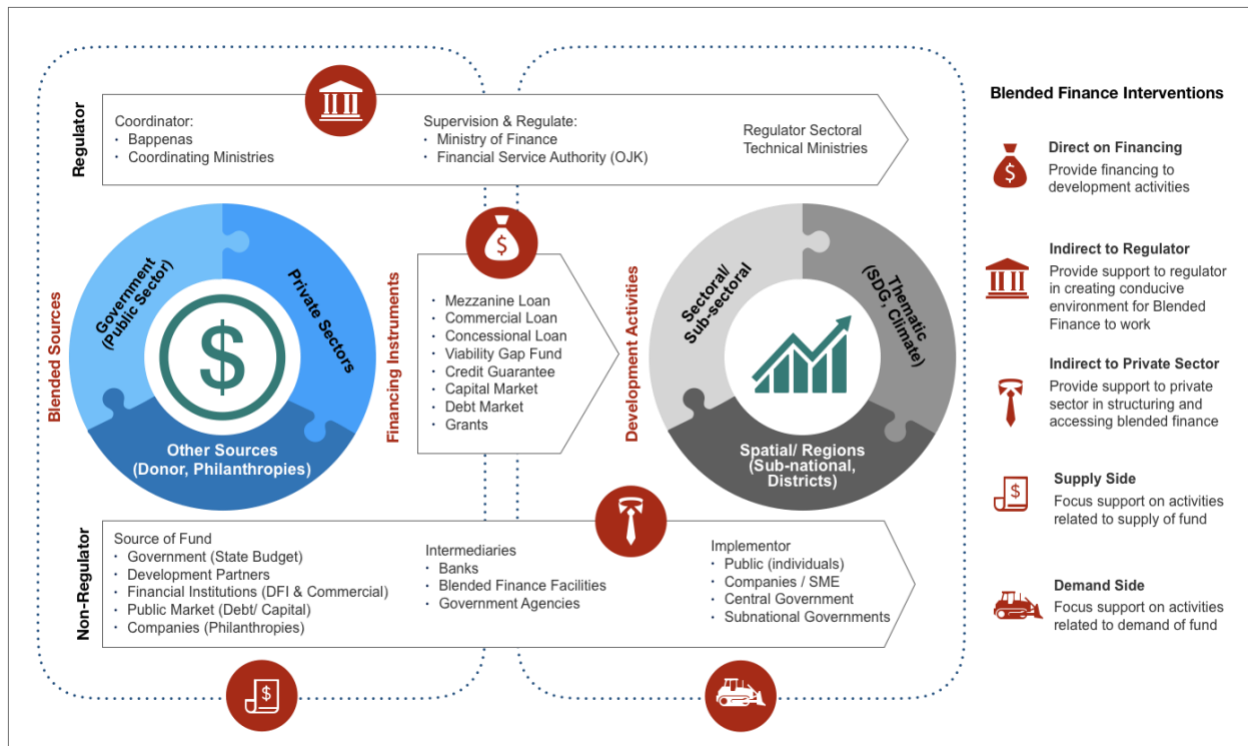 Regulator
Coordinator:
• Bappenas
• Coordinating Ministries
Supervision & Regulate:
• Ministry of Finance
• Financial Service Authority (OJK)
Regulator Sectoral
Technical Ministries
Blended Sources
Government
(Public Sector)
Private Sectors
Other Sources
(Donor, Philanthropies)
$
Financing Instruments
$
• Mezzanine Loan
• Commercial Loan
• Concessional Loan
• Viability Gap Fund
• Credit Guarantee
• Capital Market
• Debt Market
• Grants
Development Activities
Sectoral/
Sub-sectoral
Thematic
(SDG, Climate)
Spatial/ Regions
(Sub-national,
Districts)
Non-Regulator
Source of Fund
• Government (State Budget)
• Development Partners
• Financial Institutions (DFI & Commercial)
• Public Market (Debt/ Capital)
• Companies (Philanthropies)
Intermediaries
• Banks
• Blended Finance Facilities
• Government Agencies
Implementor
• Public (individuals)
• Companies / SME
• Central Government
• Subnational Governments
$
Blended Finance Interventions
$
Direct on Financing
Provide financing to
development activities
Indirect to Regulator
Provide support to regulator
in creating conducive
environment for Blended
Finance to work
Indirect to Private Sector
Provide support to private
sector in structuring and
accessing blended finance
$
Supply Side
Focus support on activities
related to supply of fund
Demand Side
Focus support on activities
related to demand of fund